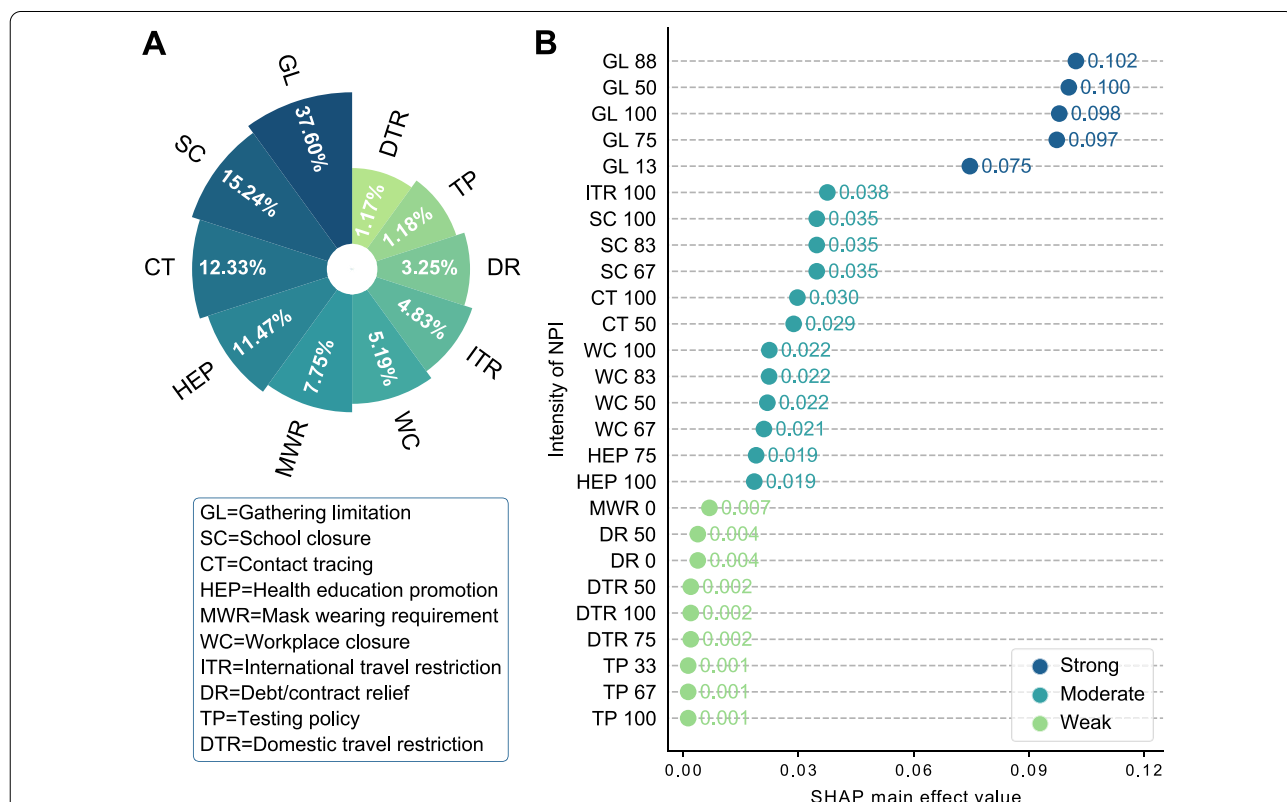 A
GL
37.60%
SC
15.24%
CT
12.33%
HEP
11.47%
MWR
7.75%
WC
5.19%
ITR
4.83%
DR
3.25%
TP
1.18%
DTR
1.17%
GL=Gathering limitation
SC=School closure
CT=Contact tracing
HEP=Health education promotion
MWR=Mask wearing requirement
WC=Workplace closure
ITR=International travel restriction
DR=Debt/contract relief
TP=Testing policy
DTR=Domestic travel restriction
B
Intensity of NPI
GL 88 0.102
GL 50 0.100
GL 100 0.098
GL 75 0.097
GL 13 0.075
ITR 100 0.038
SC 100 0.035
SC 83 0.035
SC 67 0.035
CT 100 0.030
CT 50 0.029
WC 100 0.022
WC 83 0.022
WC 50 0.022
WC 67 0.021
HEP 75 0.019
HEP 100 0.019
MWR 0 0.007
DR 50 0.004
DR 0 0.004
DTR 50 0.002
DTR 100 0.002
DTR 75 0.002
TP 33 0.001
TP 67 0.001
TP 100 0.001
Strong
Moderate
Weak
0.00 0.03 0.06 0.09 0.12
SHAP main effect value